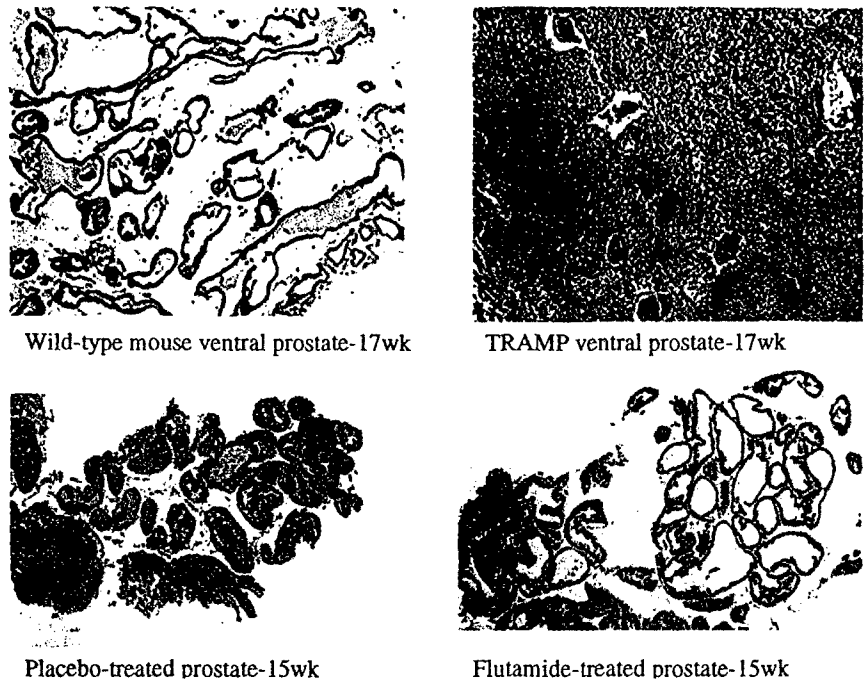 Wild-type mouse ventral prostate-17wk
TRAMP ventral prostate-17wk
Placebo-treated prostate-15wk
Flutamide-treated prostate-15wk